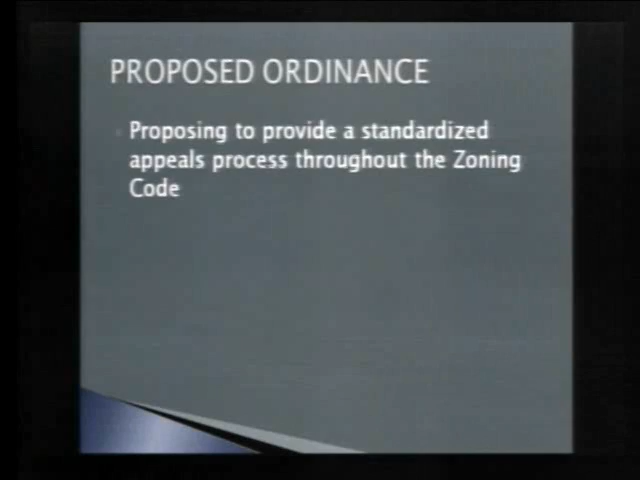 PROPOSED ORDINANCE
Proposing to provide a standardized
appeals process throughout the Zoning
Code